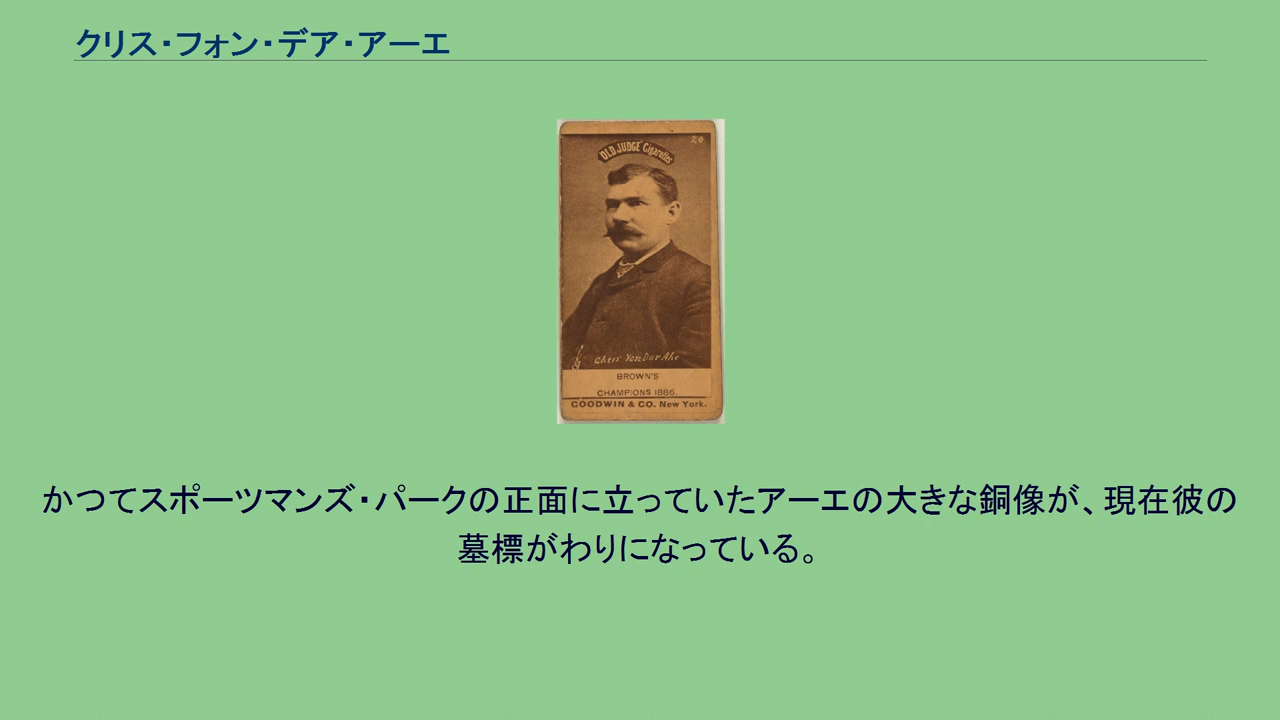 クリス・フォン・デア・アーエ
OLD JUDGE Cigarettes
Chris Von Der Ahe
BROWN'S
CHAMPIONS 1886.
GOODWIN & CO. New York.
かつてスポーツマンズ・パークの正面に立っていたアーエの大きな銅像が、現在彼の
墓標がわりになっている。